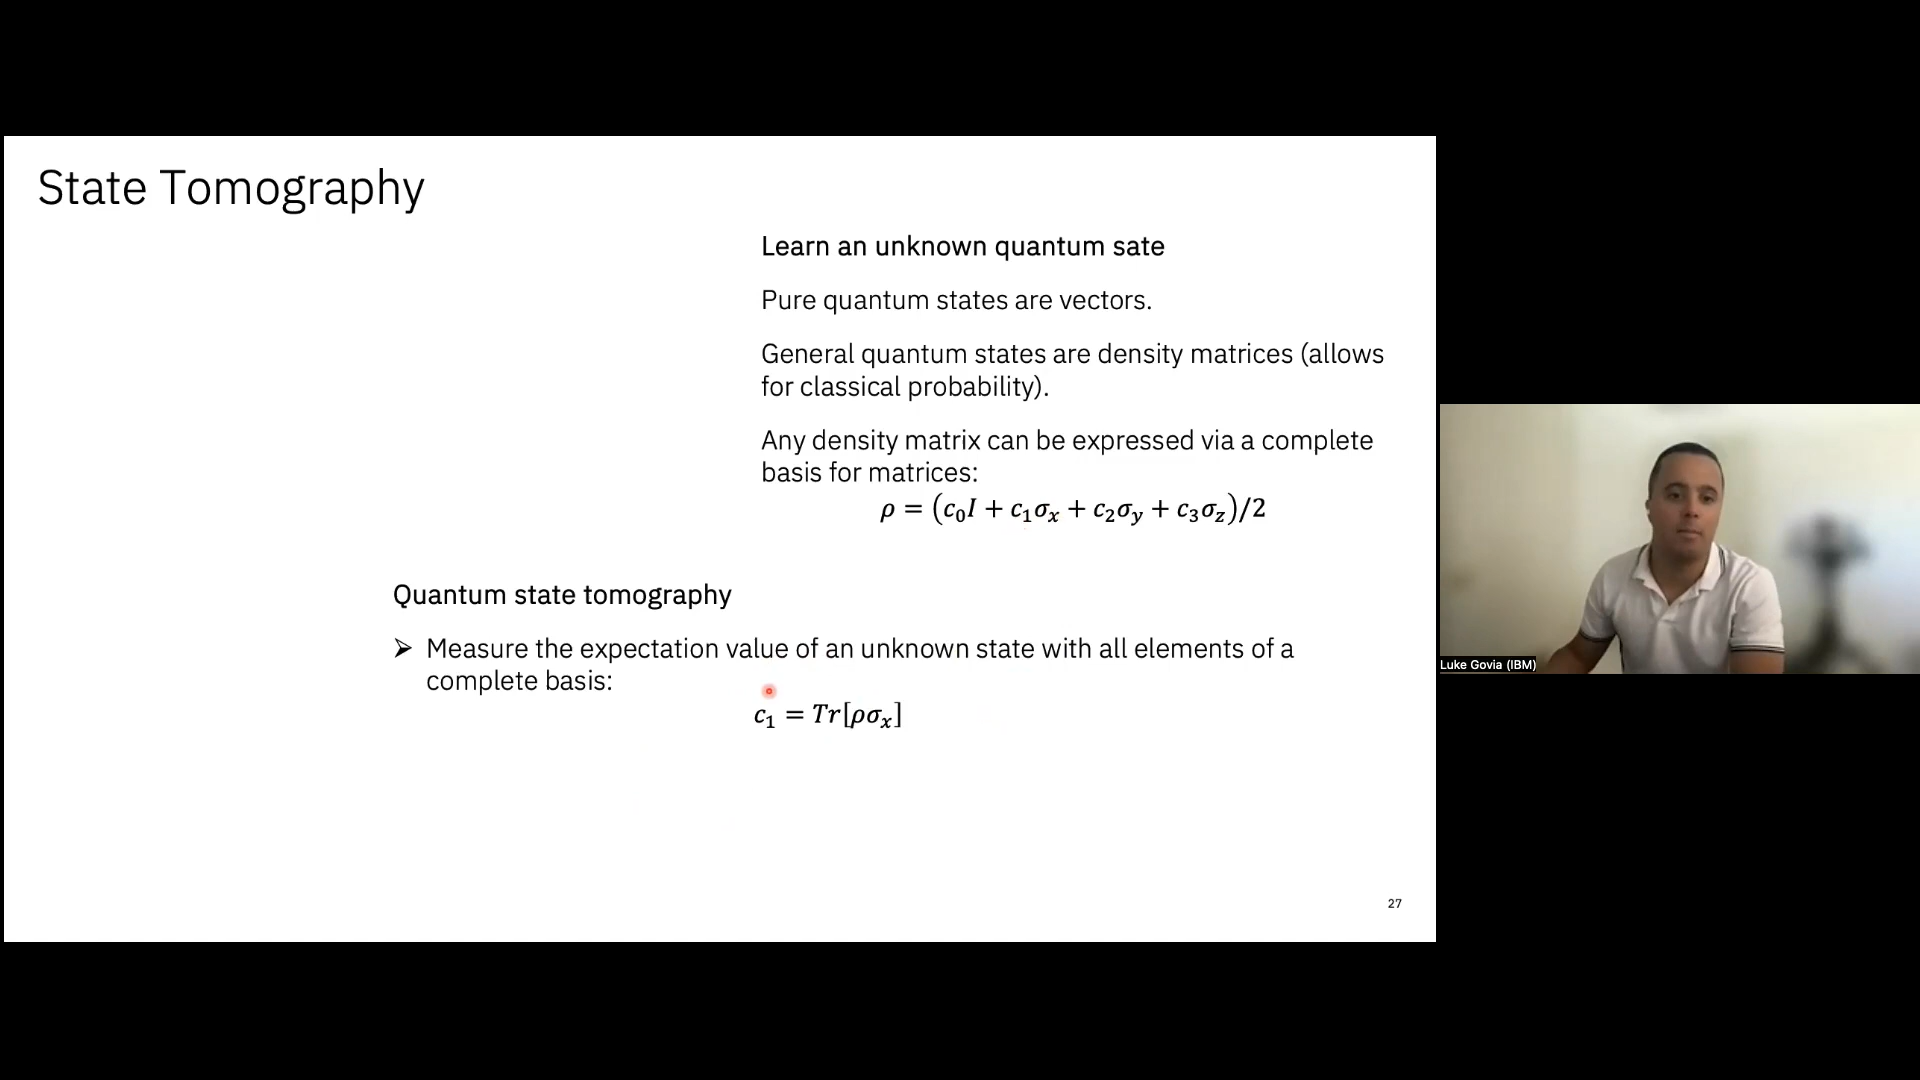 State Tomography
Learn an unknown quantum sate
Pure quantum states are vectors.
General quantum states are density matrices (allows
for classical probability).
Any density matrix can be expressed via a complete
basis for matrices:
ρ = (c₀I + c₁σₓ + c₂σᵧ + c₃σ_z)/2
Quantum state tomography
➢ Measure the expectation value of an unknown state with all elements of a
complete basis:
c₁ = Tr[ρσₓ]
27
Luke Govia (IBM)